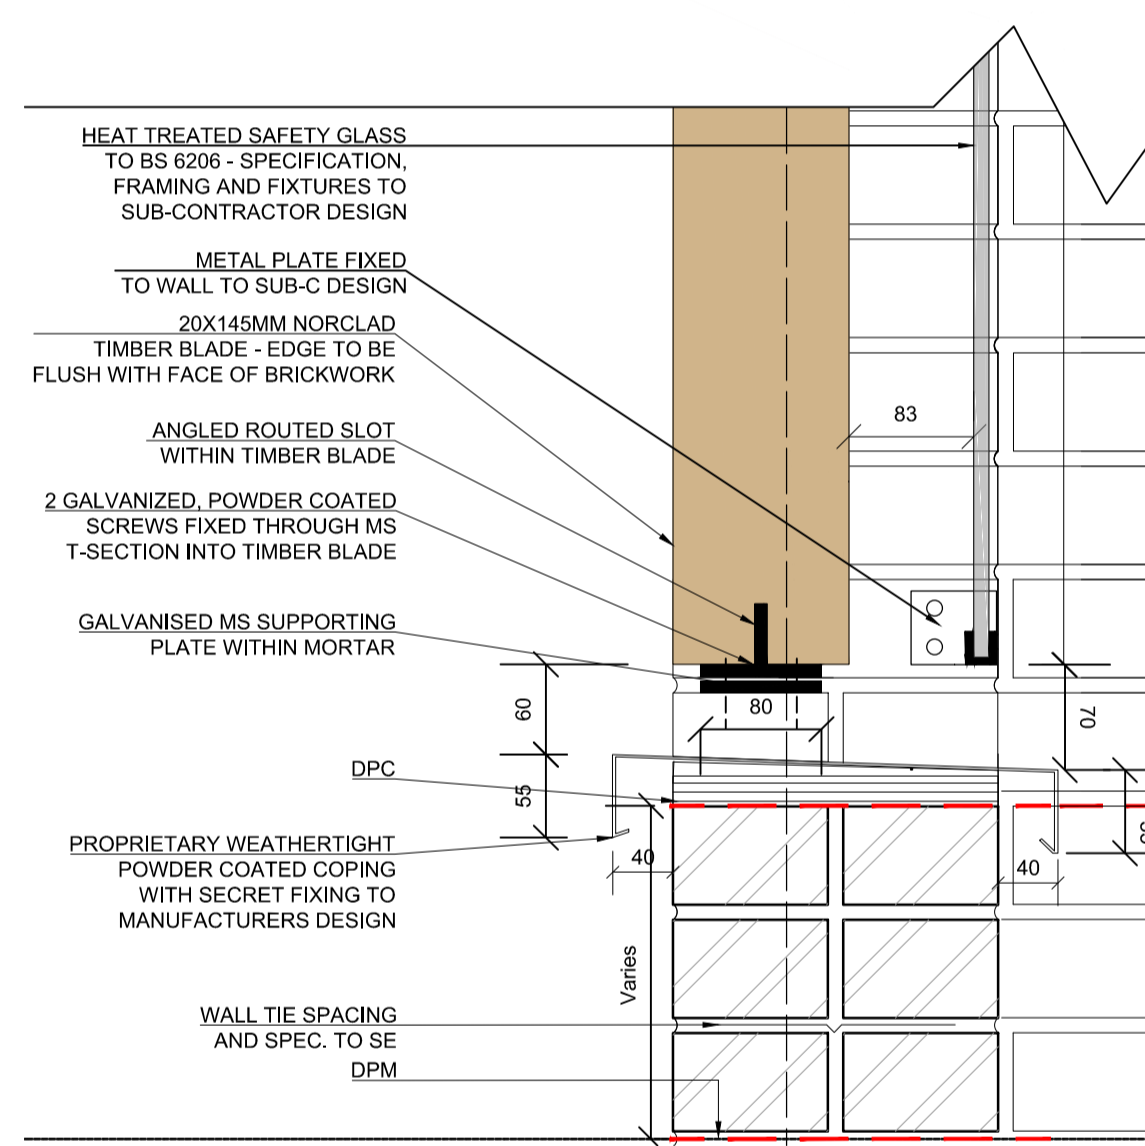 HEAT TREATED SAFETY GLASS
TO BS 6206 - SPECIFICATION,
FRAMING AND FIXTURES TO
SUB-CONTRACTOR DESIGN
METAL PLATE FIXED
TO WALL TO SUB-C DESIGN
20X145MM NORCLAD
TIMBER BLADE - EDGE TO BE
FLUSH WITH FACE OF BRICKWORK
83
ANGLED ROUTED SLOT
WITHIN TIMBER BLADE
2 GALVANIZED, POWDER COATED
SCREWS FIXED THROUGH MS
T-SECTION INTO TIMBER BLADE
GALVANISED MS SUPPORTING
PLATE WITHIN MORTAR
60
80
70
DPC
55
PROPRIETARY WEATHERTIGHT
POWDER COATED COPING
WITH SECRET FIXING TO
MANUFACTURERS DESIGN
40
40
Varies
WALL TIE SPACING
AND SPEC. TO SE
DPM